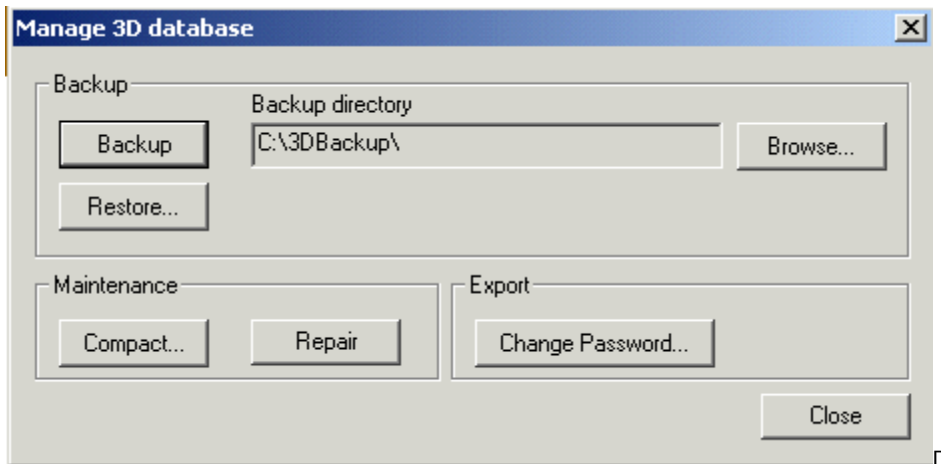 Manage 3D database
Backup
Backup directory
Backup
C:\3DBackup\
Browse...
Restore...
Maintenance
Export
Compact...
Repair
Change Password...
Close